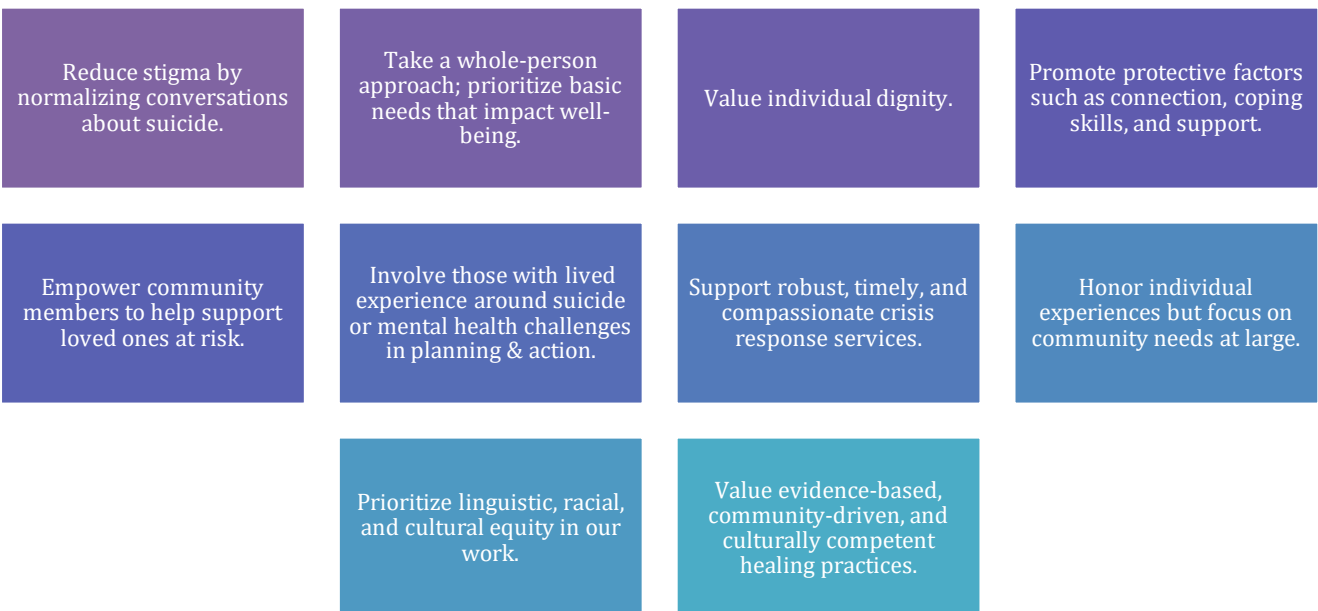 Reduce stigma by
normalizing conversations
about suicide.
Take a whole-person
approach; prioritize basic
needs that impact well-
being.
Value individual dignity.
Promote protective factors
such as connection, coping
skills, and support.
Empower community
members to help support
loved ones at risk.
Involve those with lived
experience around suicide
or mental health challenges
in planning & action.
Support robust, timely, and
compassionate crisis
response services.
Honor individual
experiences but focus on
community needs at large.
Prioritize linguistic, racial,
and cultural equity in our
work.
Value evidence-based,
community-driven, and
culturally competent
healing practices.